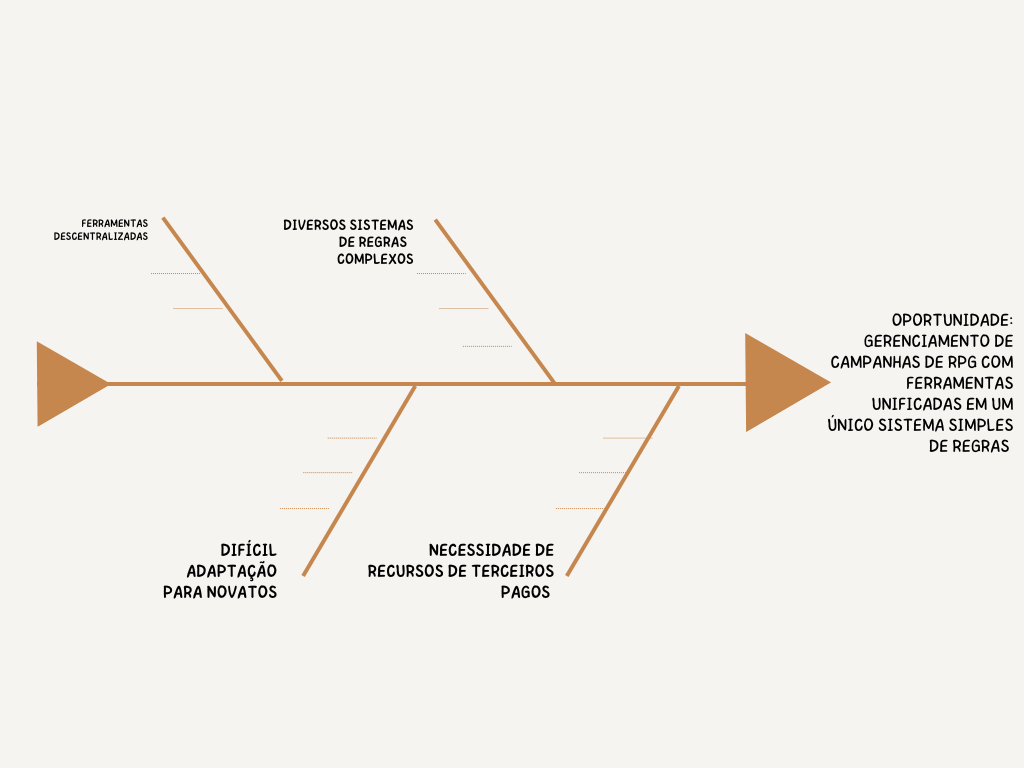 FERRAMENTAS
DESCENTRALIZADAS
DIVERSOS SISTEMAS
DE REGRAS
COMPLEXOS
OPORTUNIDADE:
GERENCIAMENTO DE
CAMPANHAS DE RPG COM
FERRAMENTAS
UNIFICADAS EM UM
ÚNICO SISTEMA SIMPLES
DE REGRAS
DIFÍCIL
ADAPTAÇÃO
PARA NOVATOS
NECESSIDADE DE
RECURSOS DE TERCEIROS
PAGOS